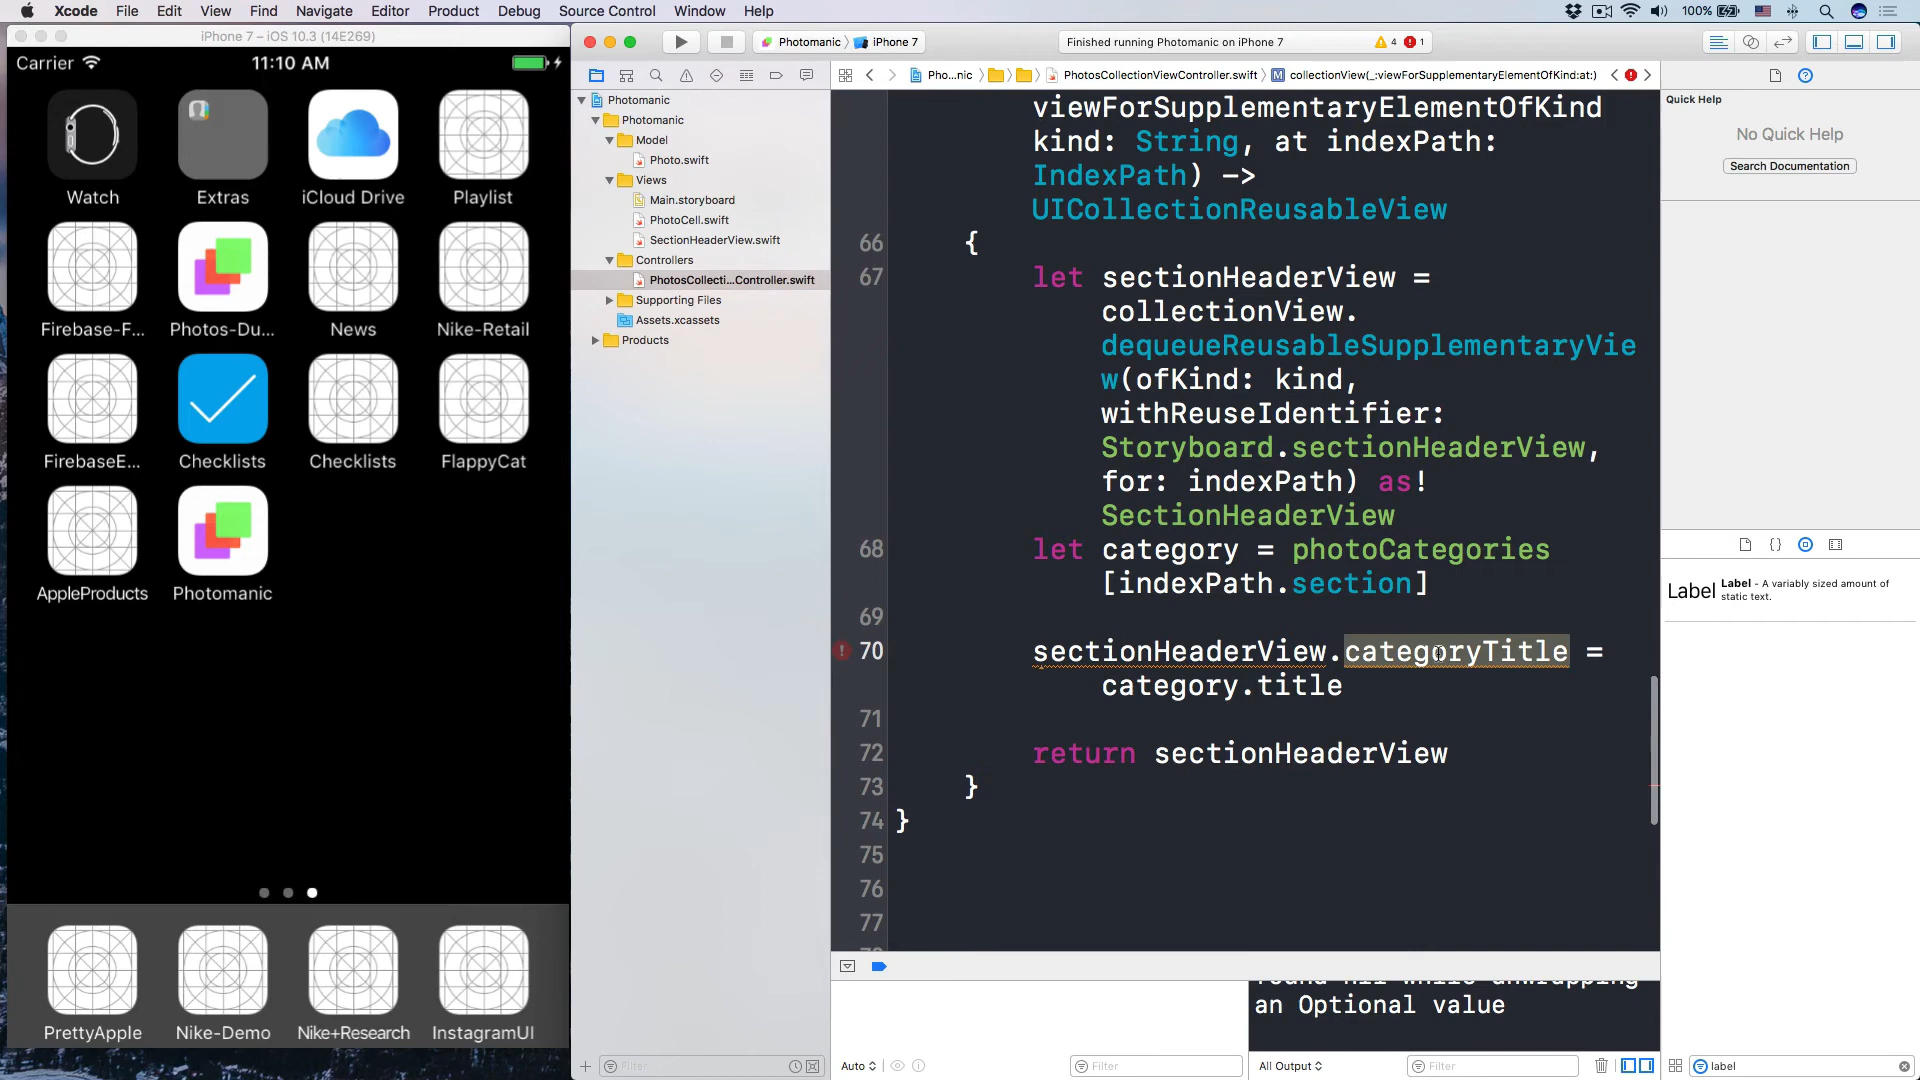 Xcode File Edit View Find Navigate Editor Product Debug Source Control Window Help
100%
iPhone 7 – iOS 10.3 (14E269)
Carrier 11:10 AM
Watch Extras iCloud Drive Playlist
Firebase-F... Photos-Du... News Nike-Retail
FirebaseE... Checklists Checklists FlappyCat
AppleProducts Photomanic
PrettyApple Nike-Demo Nike+Research InstagramUI
Photomanic iPhone 7
Finished running Photomanic on iPhone 7 4 1
Pho...nic PhotosCollectionViewController.swift M collectionView(_:viewForSupplementaryElementOfKind:at:)
Photomanic
Photomanic
Model
Photo.swift
Views
Main.storyboard
PhotoCell.swift
SectionHeaderView.swift
Controllers
PhotosCollecti...Controller.swift
Supporting Files
Assets.xcassets
Products
Filter
viewForSupplementaryElementOfKind
kind: String, at indexPath:
IndexPath) ->
UICollectionReusableView
66 {
67 let sectionHeaderView =
collectionView.
dequeueReusableSupplementaryVie
w(ofKind: kind,
withReuseIdentifier:
Storyboard.sectionHeaderView,
for: indexPath) as!
SectionHeaderView
68 let category = photoCategories
[indexPath.section]
69
70 sectionHeaderView.categoryTitle =
category.title
71
72 return sectionHeaderView
73 }
74 }
75
76
77
an Optional value
Auto Filter
All Output Filter
Quick Help
No Quick Help
Search Documentation
Label Label - A variably sized amount of
static text.
label